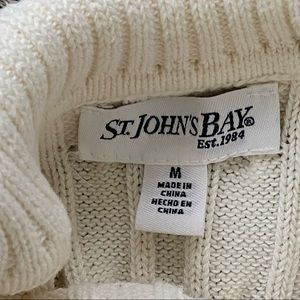 ST. JOHN'S BAY®
EST. 1984
M
MADE IN
CHINA
HECHO EN
CHINA